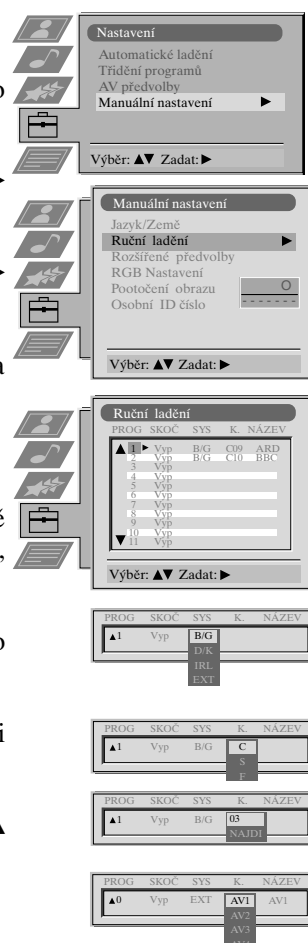 Nastavení
Automatické ladění
Třídění programů
AV předvolby
Manuální nastavení ▶
Výběr: ▲▼ Zadat: ▶
Manuální nastavení
Jazyk/Země
Ruční ladění ▶
Rozšířené předvolby
RGB Nastavení
Pootočení obrazu
Osobní ID číslo
Výběr: ▲▼ Zadat: ▶
Ruční ladění
PROG SKOČ SYS K. NÁZEV
▲ 1 ▶ Vyp B/G C09 ARD
2 Vyp B/G C10 BBC
3 Vyp
4 Vyp
5 Vyp
6 Vyp
7 Vyp
8 Vyp
9 Vyp
10 Vyp
▼ 11 Vyp
Výběr: ▲▼ Zadat: ▶
PROG SKOČ SYS K. NÁZEV
▲1 Vyp B/G
D/K
IRL
EXT
PROG SKOČ SYS K. NÁZEV
▲1 Vyp B/G C
S
F
PROG SKOČ SYS K. NÁZEV
▲1 Vyp B/G 03
NAJDI
PROG SKOČ SYS K. NÁZEV
▲0 Vyp EXT AV1 AV1
AV2
AV3